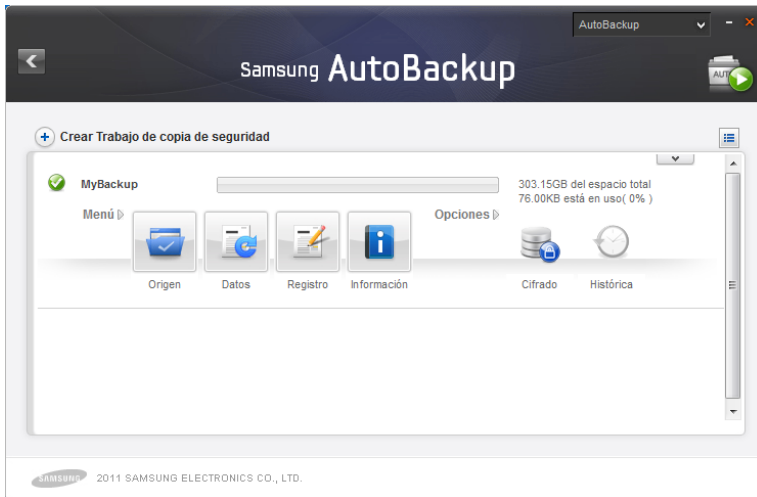 AutoBackup
samsung AutoBackup
AUT
Crear Trabajo de copia de seguridad
MyBackup
303.15GB del espacio total
76.00KB está en uso( 0% )
Menú
Opciones
Origen
Datos
Registro
Información
Cifrado
Histórica
SAMSUNG 2011 SAMSUNG ELECTRONICS CO., LTD.